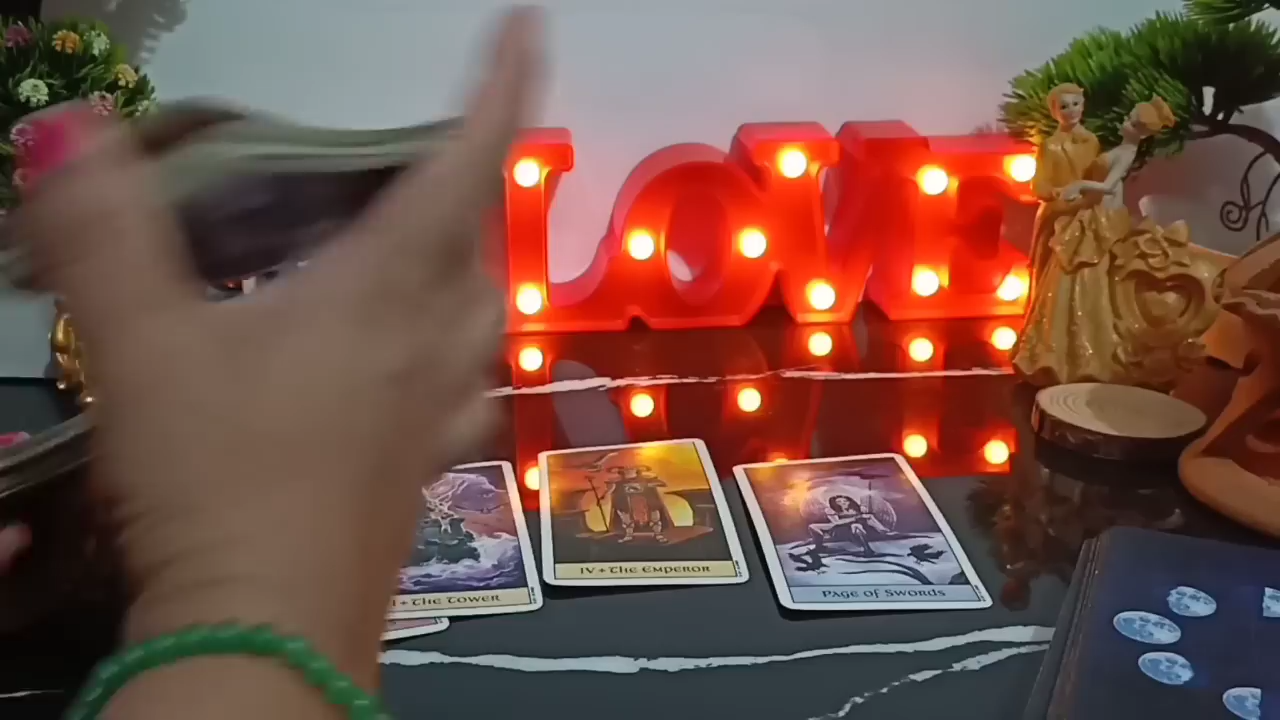 LOVE
I • The Tower
IV • The Emperor
Page of Swords